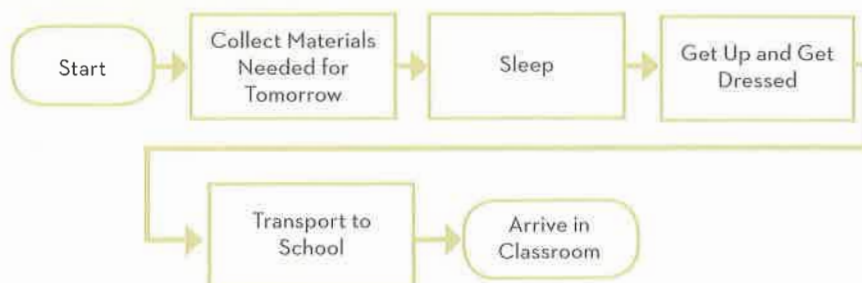 Start
Collect Materials
Needed for
Tomorrow
Sleep
Get Up and Get
Dressed
Transport to
School
Arrive in
Classroom